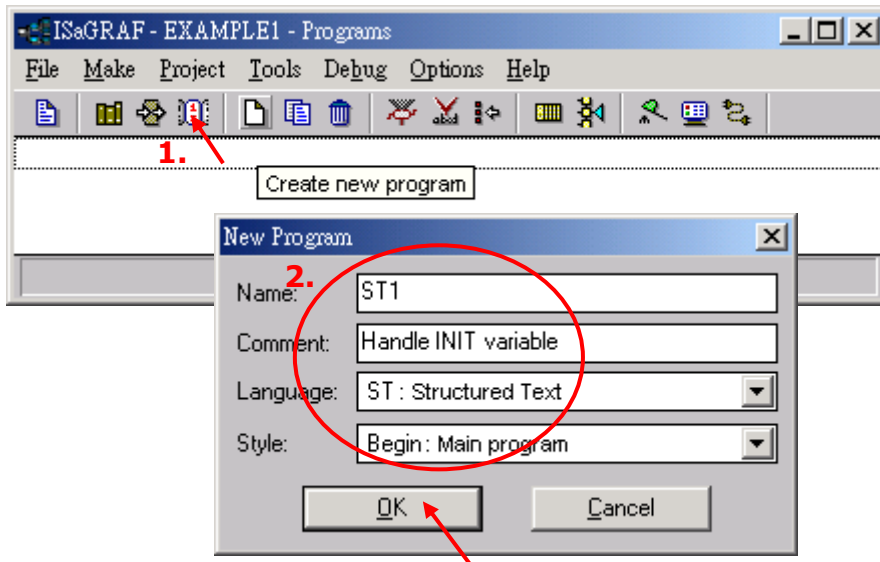 ISaGRAF - EXAMPLE1 - Programs
File Make Project Tools Debug Options Help
1.
Create new program
New Program
2.
Name: ST1
Comment: Handle INIT variable
Language: ST : Structured Text
Style: Begin : Main program
OK Cancel